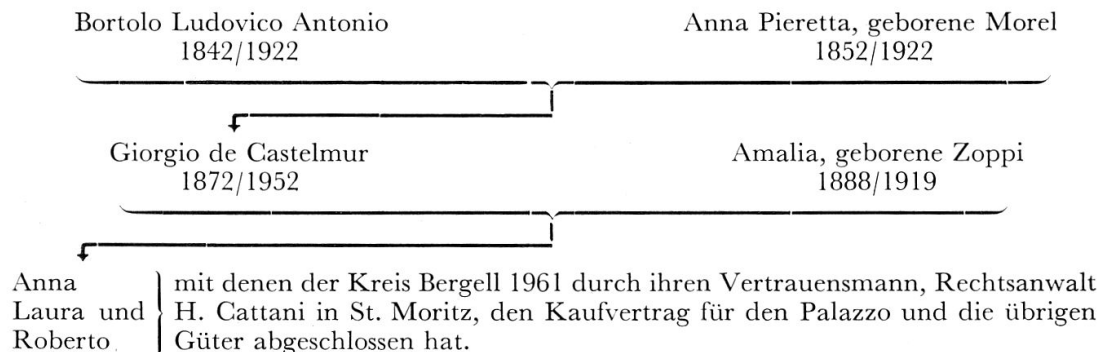 Bortolo Ludovico Antonio
1842/1922
Anna Pieretta, geborene Morel
1852/1922
Giorgio de Castelmur
1872/1952
Amalia, geborene Zoppi
1888/1919
Anna
Laura und
Roberto
mit denen der Kreis Bergell 1961 durch ihren Vertrauensmann, Rechtsanwalt
H. Cattani in St. Moritz, den Kaufvertrag für den Palazzo und die übrigen
Güter abgeschlossen hat.